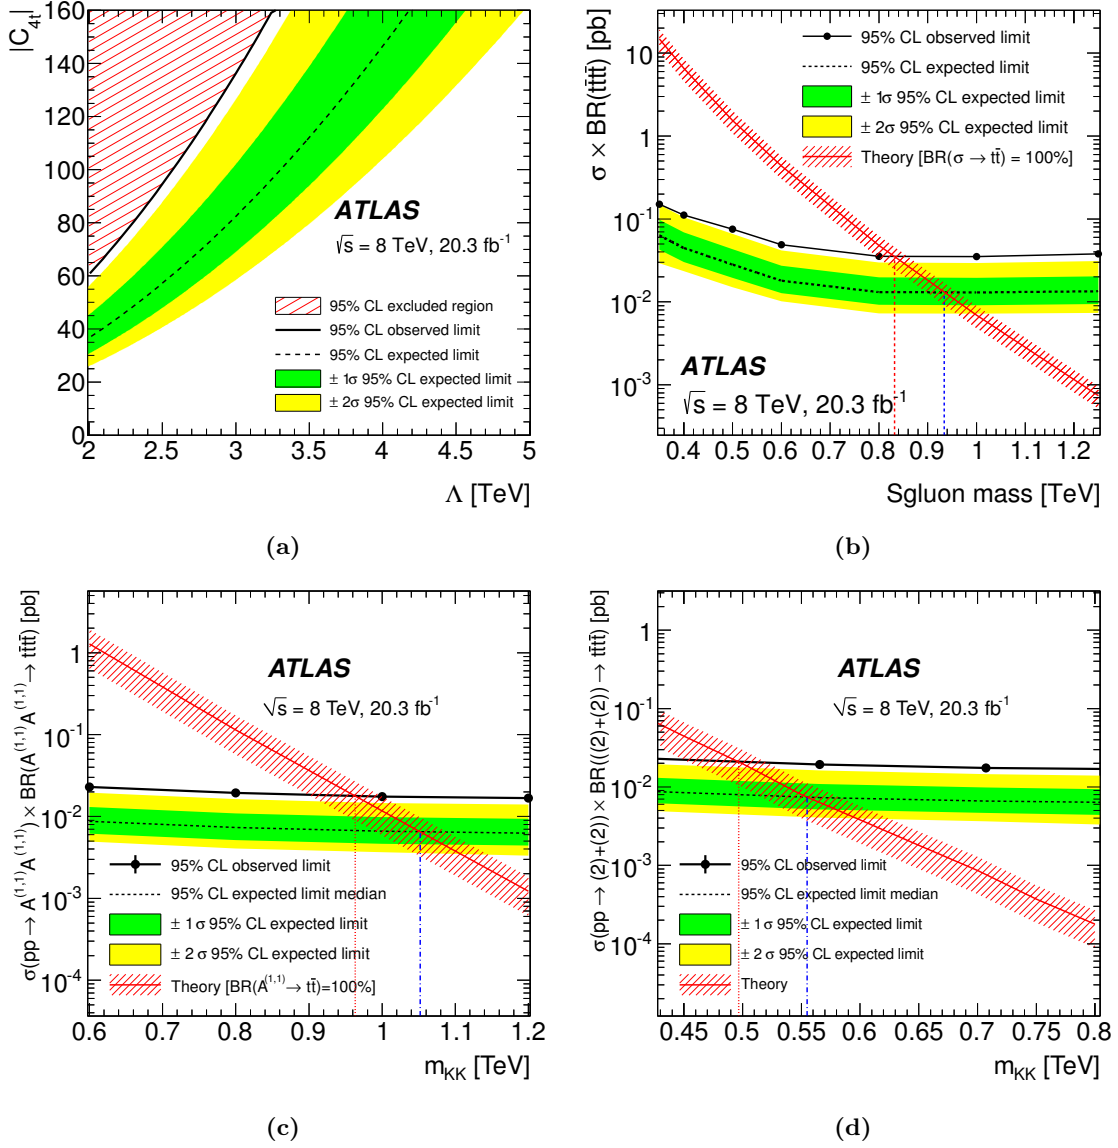 |C4t|
160
140
120
100
80
60
40
20
0
ATLAS
√s = 8 TeV, 20.3 fb-1
95% CL excluded region
95% CL observed limit
95% CL expected limit
± 1σ 95% CL expected limit
± 2σ 95% CL expected limit
2 2.5 3 3.5 4 4.5 5
Λ [TeV]
(a)
σ × BR(tt̄tt̄) [pb]
10
1
10-1
10-2
10-3
95% CL observed limit
95% CL expected limit
± 1σ 95% CL expected limit
± 2σ 95% CL expected limit
Theory [BR(σ → tt̄) = 100%]
ATLAS
√s = 8 TeV, 20.3 fb-1
0.4 0.5 0.6 0.7 0.8 0.9 1 1.1 1.2
Sgluon mass [TeV]
(b)
σ(pp → A(1,1)A(1,1)) × BR(A(1,1)A(1,1) → tt̄tt̄) [pb]
1
10-1
10-2
10-3
10-4
ATLAS
√s = 8 TeV, 20.3 fb-1
95% CL observed limit
95% CL expected limit median
± 1 σ 95% CL expected limit
± 2 σ 95% CL expected limit
Theory [BR(A(1,1) → tt̄)=100%]
0.6 0.7 0.8 0.9 1 1.1 1.2
mKK [TeV]
(c)
σ(pp → (2)+(2)) × BR((2)+(2)) → tt̄tt̄) [pb]
1
10-1
10-2
10-3
10-4
ATLAS
√s = 8 TeV, 20.3 fb-1
95% CL observed limit
95% CL expected limit median
± 1 σ 95% CL expected limit
± 2 σ 95% CL expected limit
Theory
0.45 0.5 0.55 0.6 0.65 0.7 0.75 0.8
mKK [TeV]
(d)